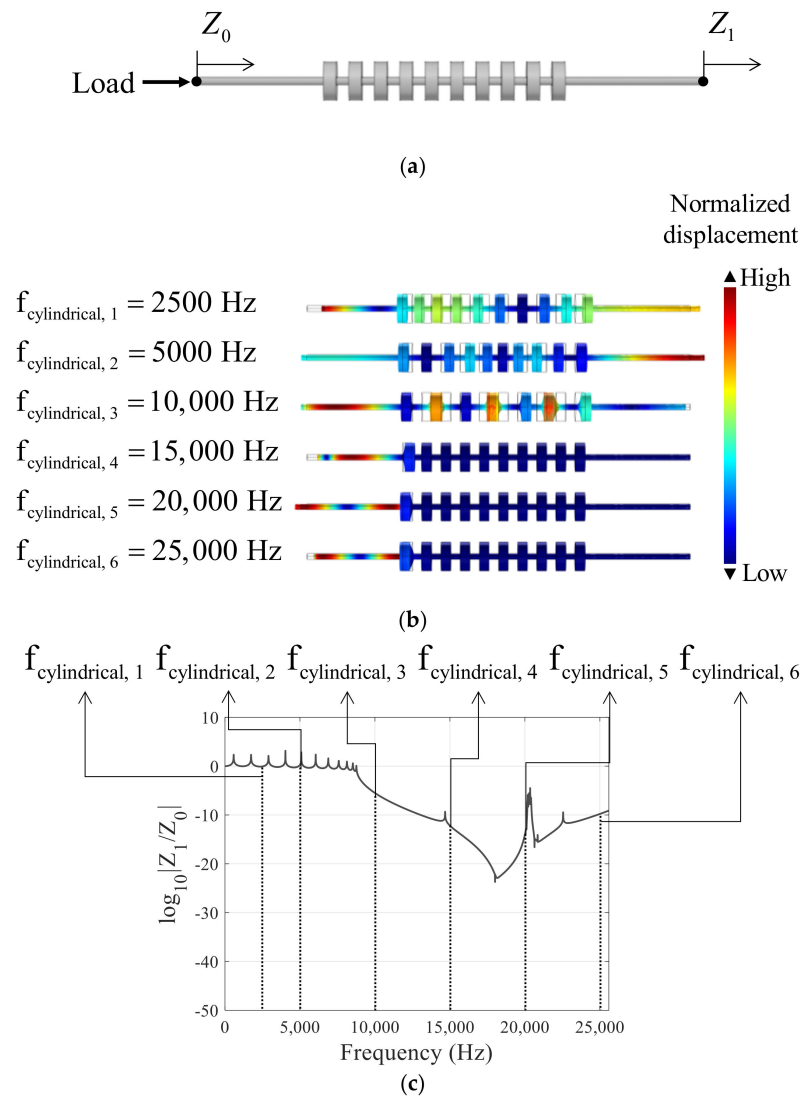 Z0 Z1
Load
(a)
Normalized
displacement
High
fcylindrical, 1 = 2500 Hz
fcylindrical, 2 = 5000 Hz
fcylindrical, 3 = 10,000 Hz
fcylindrical, 4 = 15,000 Hz
fcylindrical, 5 = 20,000 Hz
fcylindrical, 6 = 25,000 Hz
Low
(b)
fcylindrical, 1 fcylindrical, 2 fcylindrical, 3 fcylindrical, 4 fcylindrical, 5 fcylindrical, 6
10
0
-10
-20
-30
-40
-50
log10|Z1/Z0|
0 5,000 10,000 15,000 20,000 25,000
Frequency (Hz)
(c)